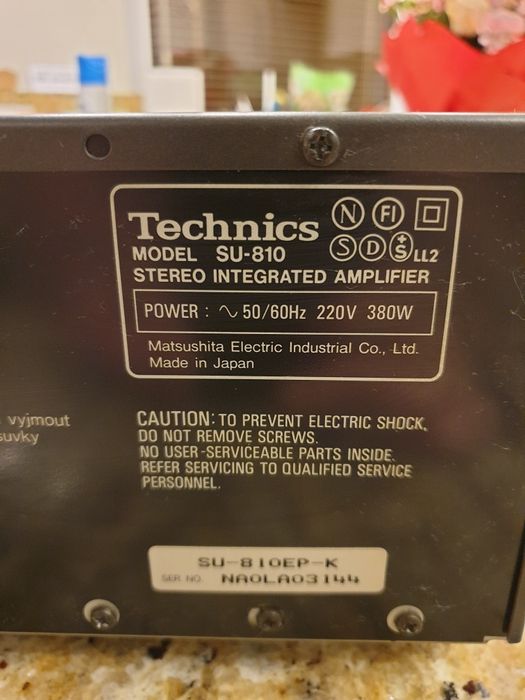 Technics
N FI
S D S LL2
MODEL SU-810
STEREO INTEGRATED AMPLIFIER
POWER : ∿ 50/60Hz 220V 380W
Matsushita Electric Industrial Co., Ltd.
Made in Japan
vyjmout
suvky
CAUTION: TO PREVENT ELECTRIC SHOCK,
DO NOT REMOVE SCREWS.
NO USER-SERVICEABLE PARTS INSIDE.
REFER SERVICING TO QUALIFIED SERVICE
PERSONNEL.
SU-810EP-K
SER. NO. NA0LA03144